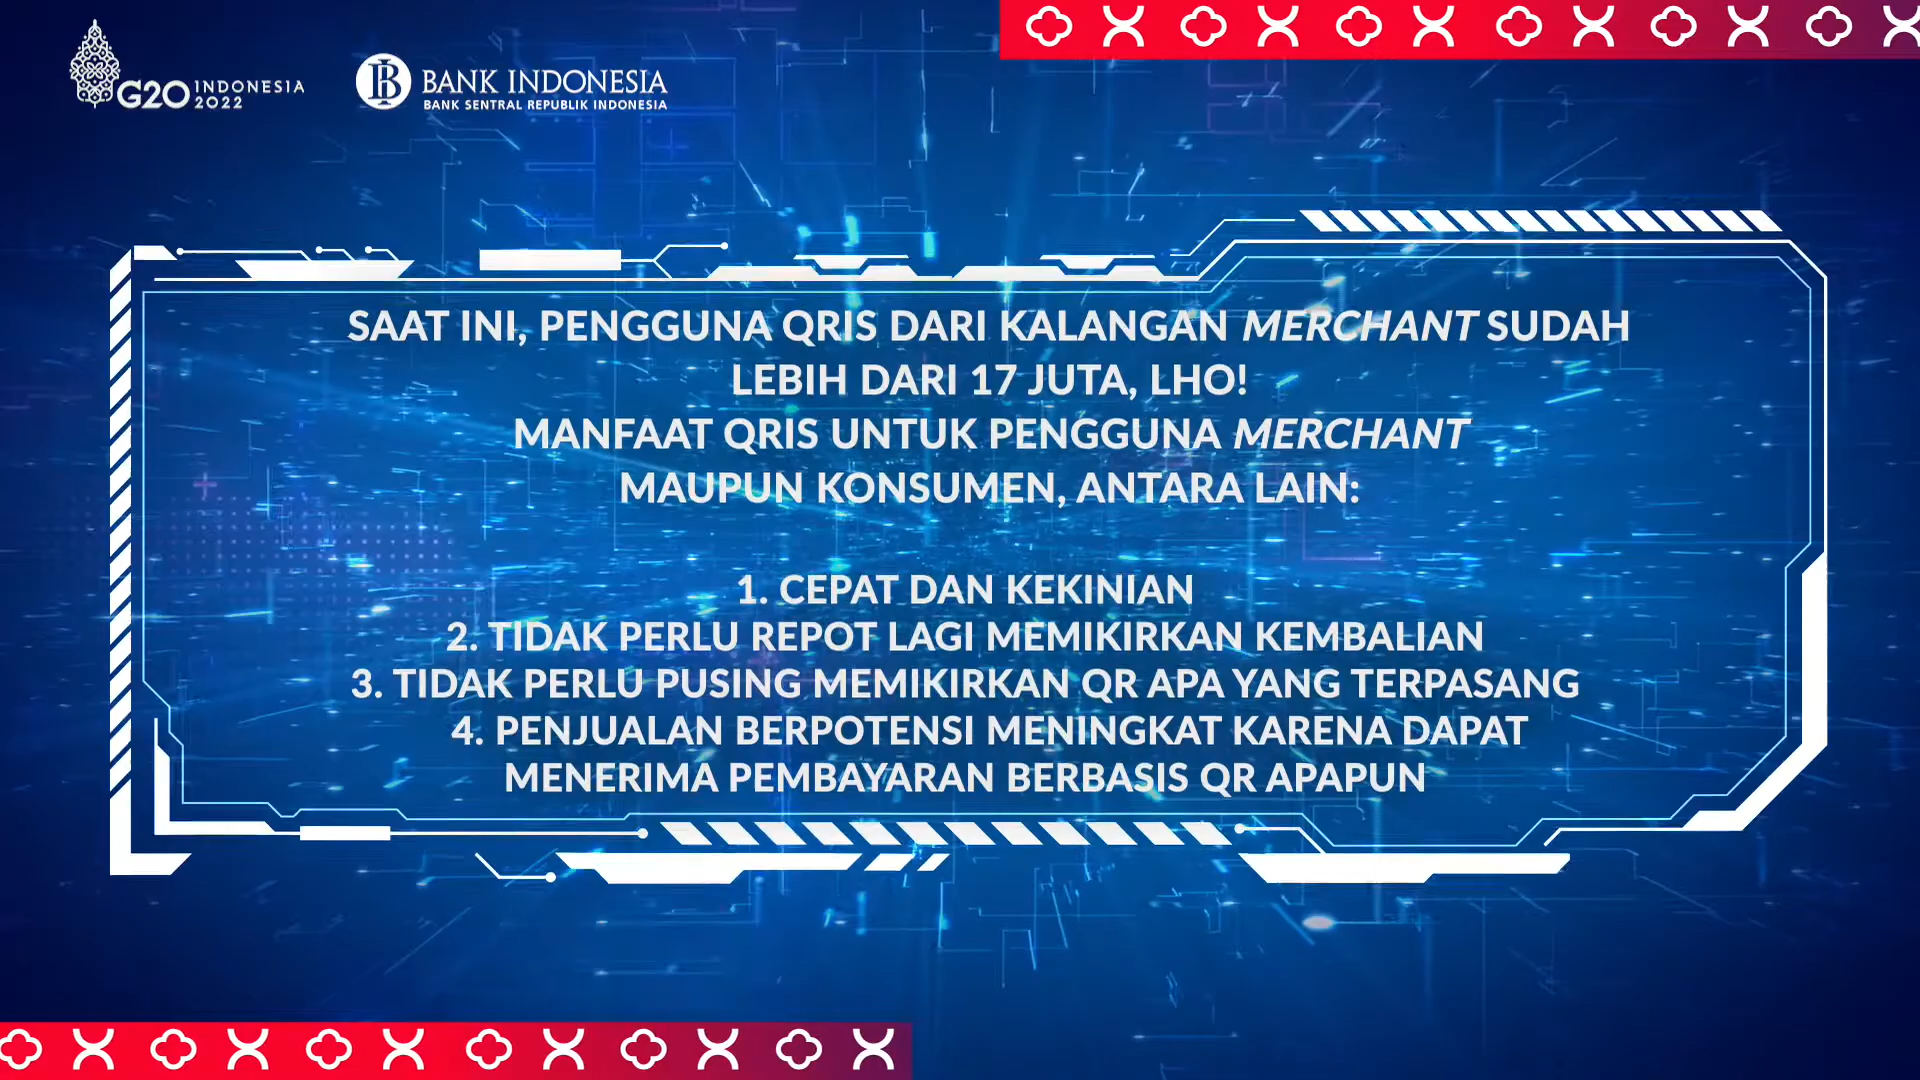 G20 INDONESIA
2022
BANK INDONESIA
BANK SENTRAL REPUBLIK INDONESIA
SAAT INI, PENGGUNA QRIS DARI KALANGAN MERCHANT SUDAH
LEBIH DARI 17 JUTA, LHO!
MANFAAT QRIS UNTUK PENGGUNA MERCHANT
MAUPUN KONSUMEN, ANTARA LAIN:
1. CEPAT DAN KEKINIAN
2. TIDAK PERLU REPOT LAGI MEMIKIRKAN KEMBALIAN
3. TIDAK PERLU PUSING MEMIKIRKAN QR APA YANG TERPASANG
4. PENJUALAN BERPOTENSI MENINGKAT KARENA DAPAT
MENERIMA PEMBAYARAN BERBASIS QR APAPUN